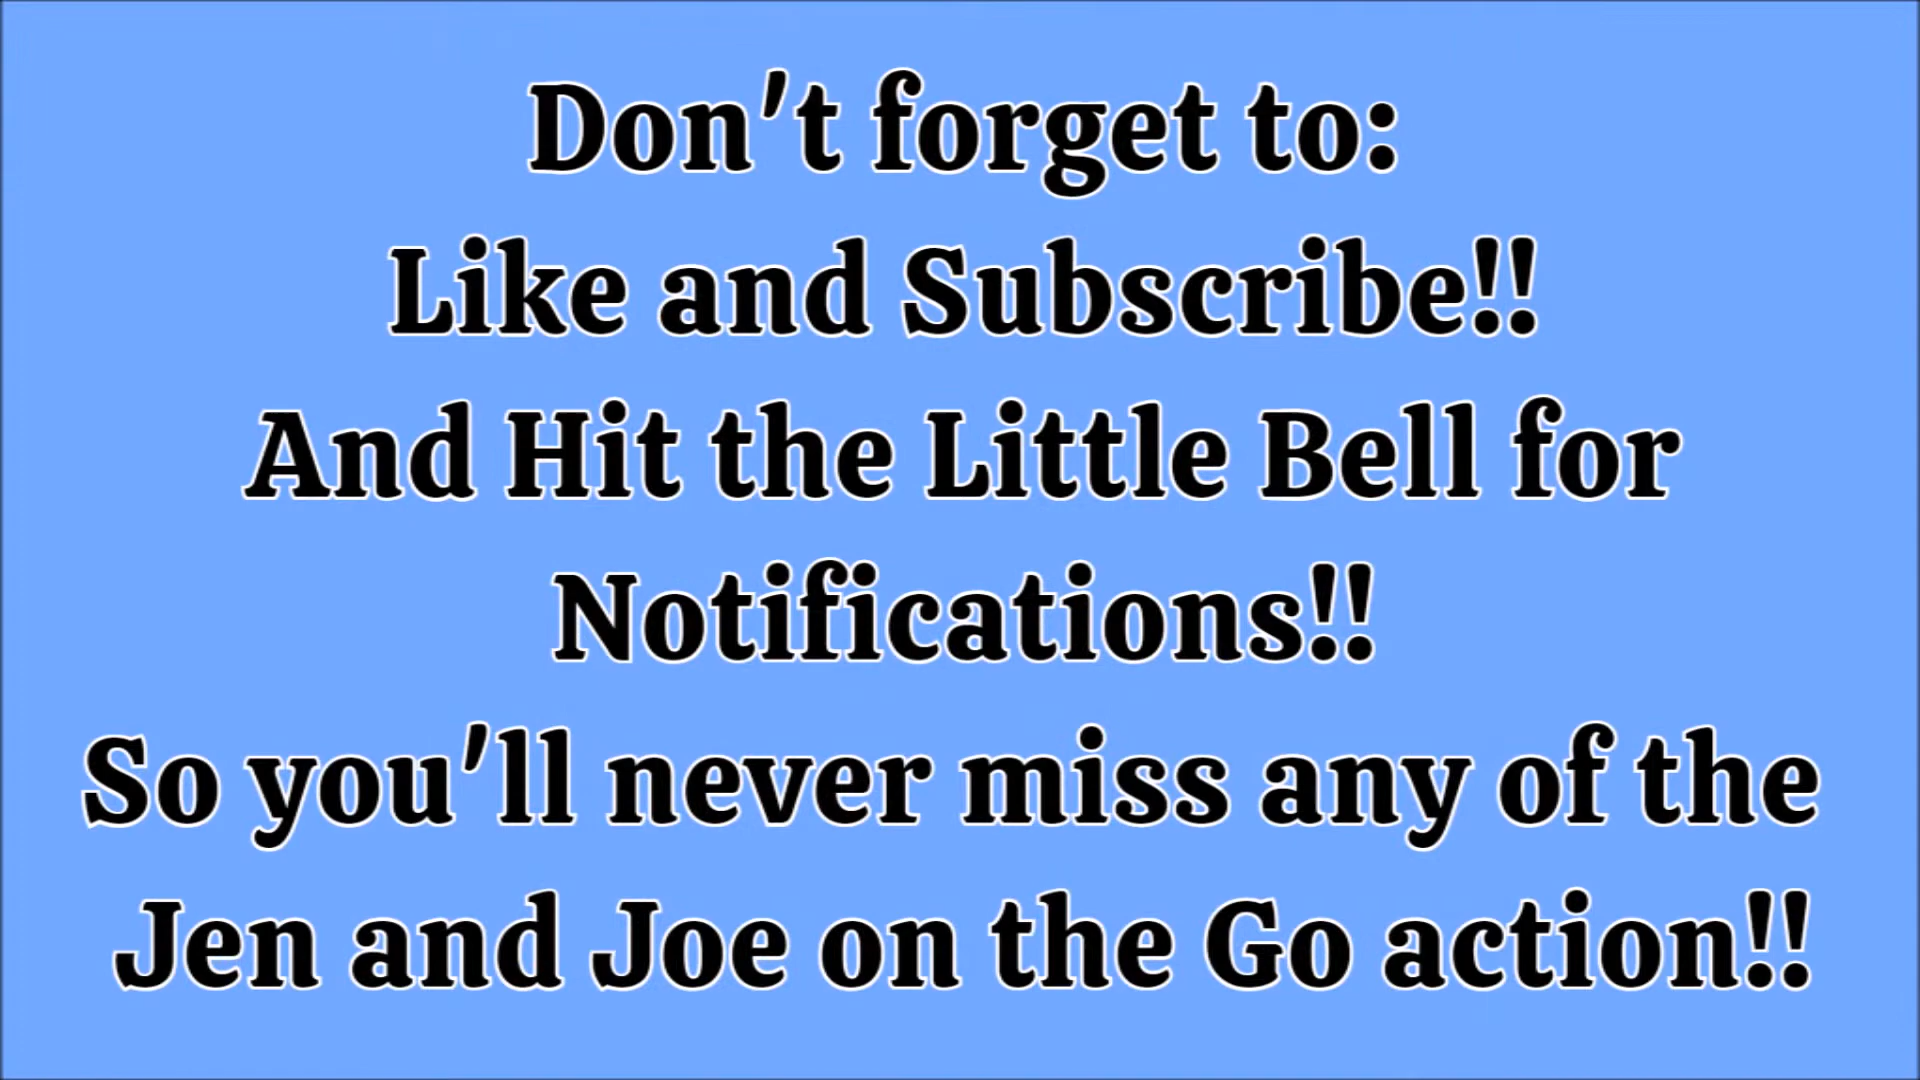 Don't forget to:
Like and Subscribe!!
And Hit the Little Bell for
Notifications!!
So you'll never miss any of the
Jen and Joe on the Go action!!